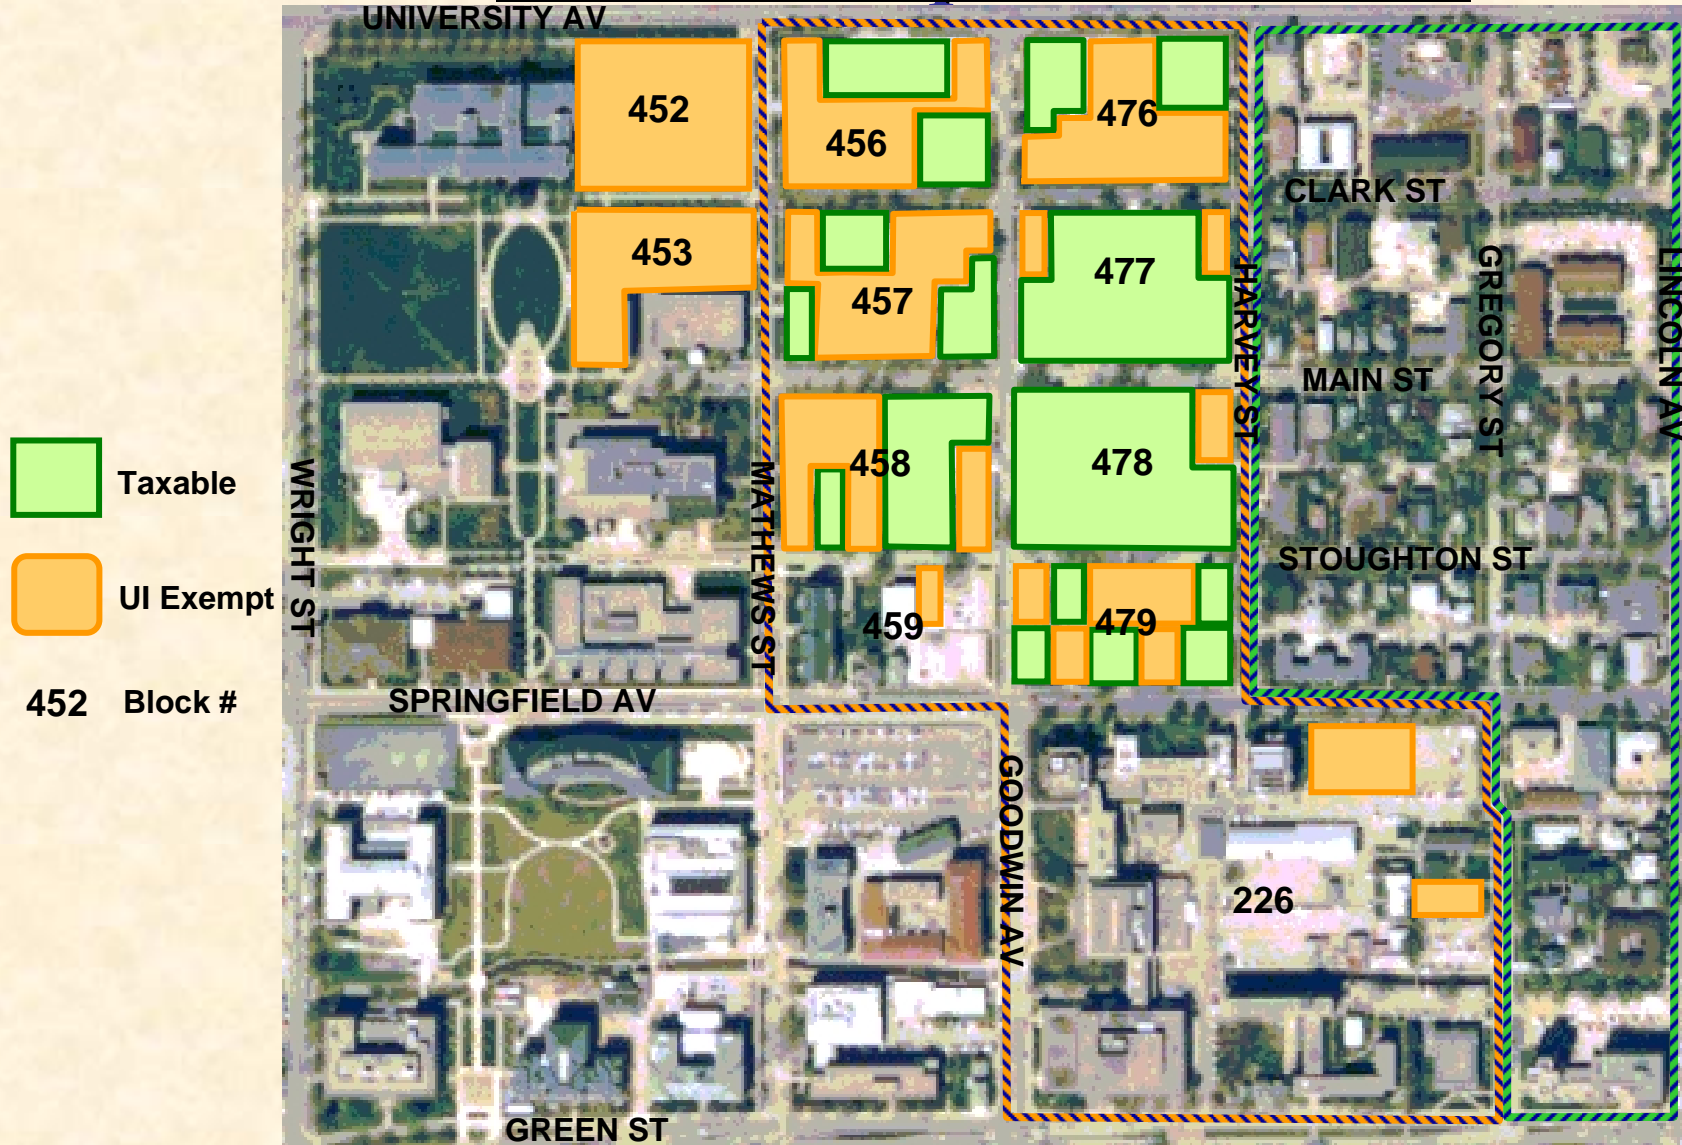 UNIVERSITY AV
452
456
476
CLARK ST
453
457
477
HARVEY ST
GREGORY ST
LINCOLN AV
MAIN ST
Taxable
WRIGHT ST
MATHEWS ST
458
478
STOUGHTON ST
UI Exempt
459
479
452 Block #
SPRINGFIELD AV
GOODWIN AV
226
GREEN ST